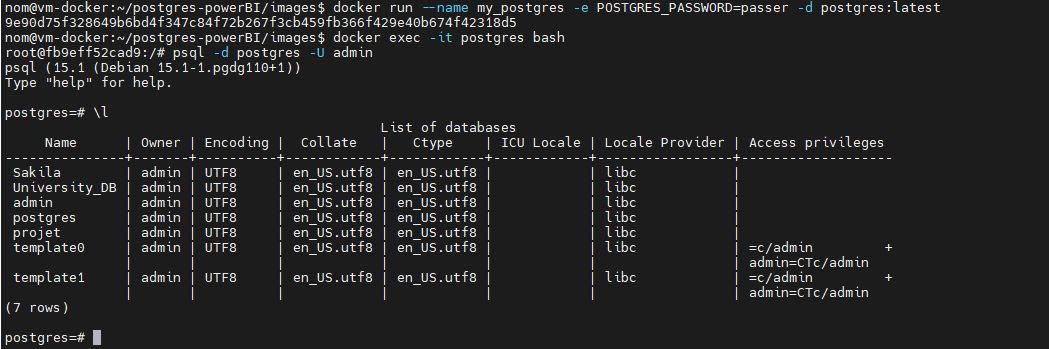 nom@vm-docker:~/postgres-powerBI/images$ docker run --name my_postgres -e POSTGRES_PASSWORD=passer -d postgres:latest
9e90d75f328649b6bd4f347c84f72b267f3cb459fb366f429e40b674f42318d5
nom@vm-docker:~/postgres-powerBI/images$ docker exec -it postgres bash
root@fb9eff52cad9:/# psql -d postgres -U admin
psql (15.1 (Debian 15.1-1.pgdg110+1))
Type "help" for help.

postgres=# \l
                                                List of databases
     Name      | Owner | Encoding |  Collate   |   Ctype    | ICU Locale | Locale Provider | Access privileges
---------------+-------+----------+------------+------------+------------+-----------------+-------------------
 Sakila        | admin | UTF8     | en_US.utf8 | en_US.utf8 |            | libc            |
 University_DB | admin | UTF8     | en_US.utf8 | en_US.utf8 |            | libc            |
 admin         | admin | UTF8     | en_US.utf8 | en_US.utf8 |            | libc            |
 postgres      | admin | UTF8     | en_US.utf8 | en_US.utf8 |            | libc            |
 projet        | admin | UTF8     | en_US.utf8 | en_US.utf8 |            | libc            |
 template0     | admin | UTF8     | en_US.utf8 | en_US.utf8 |            | libc            | =c/admin         +
               |       |          |            |            |            |                 | admin=CTc/admin
 template1     | admin | UTF8     | en_US.utf8 | en_US.utf8 |            | libc            | =c/admin         +
               |       |          |            |            |            |                 | admin=CTc/admin
(7 rows)

postgres=#